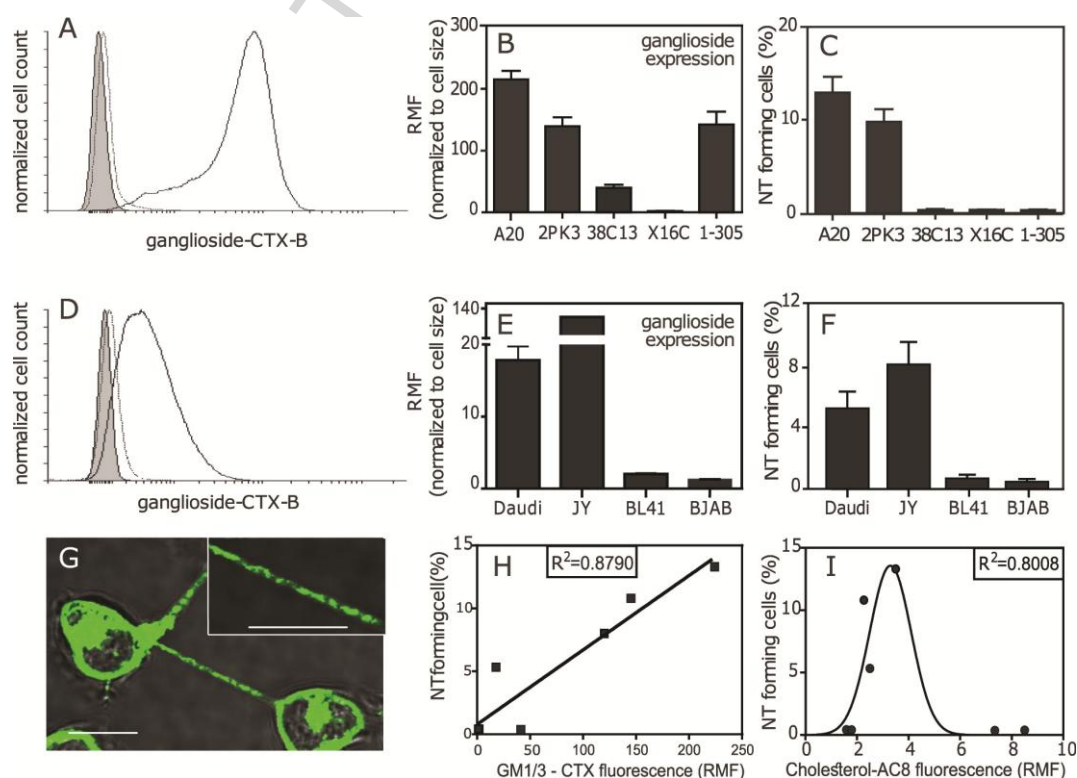 A
normalized cell count
ganglioside-CTX-B
B
RMF
(normalized to cell size)
300
200
100
0
ganglioside
expression
A20 2PK3 38C13 X16C 1-305
C
NT forming cells (%)
20
10
0
A20 2PK3 38C13 X16C 1-305
D
normalized cell count
ganglioside-CTX-B
E
RMF
(normalized to cell size)
140
20
10
0
ganglioside
expression
Daudi JY BL41 BJAB
F
NT forming cells (%)
12
8
4
0
Daudi JY BL41 BJAB
G
H
R²=0.8790
NTformingcell(%)
15
10
5
0
0 50 100 150 200 250
GM1/3 - CTX fluorescence (RMF)
I
R²=0.8008
NT forming cells (%)
15
10
5
0
0 2 4 6 8 10
Cholesterol-AC8 fluorescence (RMF)